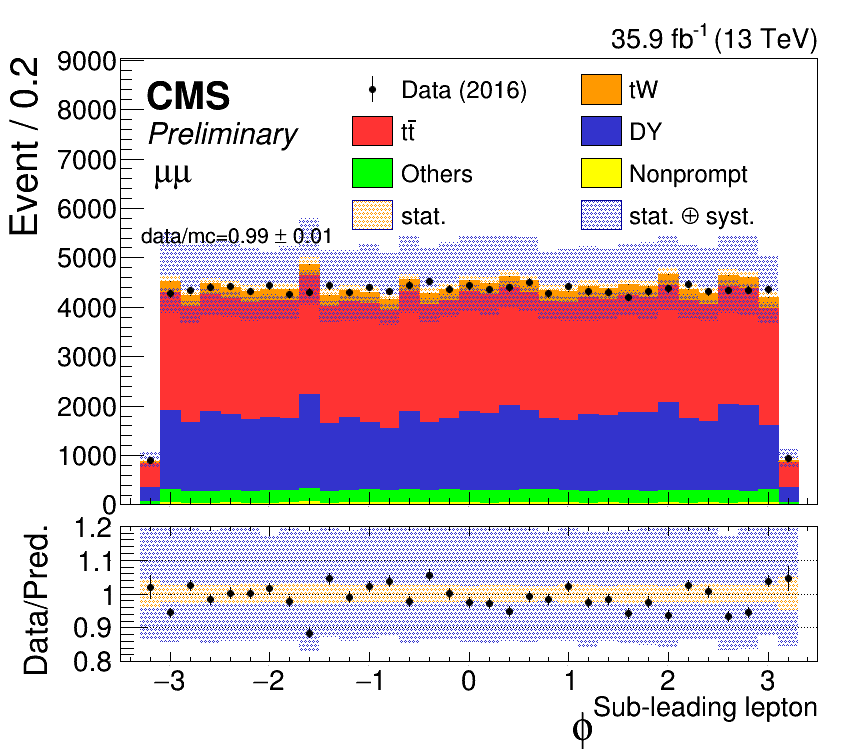 35.9 fb⁻¹ (13 TeV)
Event / 0.2
9000
8000
7000
6000
5000
4000
3000
2000
1000
0
CMS
Preliminary
μμ
data/mc=0.99 ± 0.01
Data (2016)
tW
tt̄
DY
Others
Nonprompt
stat.
stat. ⊕ syst.
Data/Pred.
1.2
1.1
1
0.9
0.8
−3 −2 −1 0 1 2 3
ϕ Sub-leading lepton